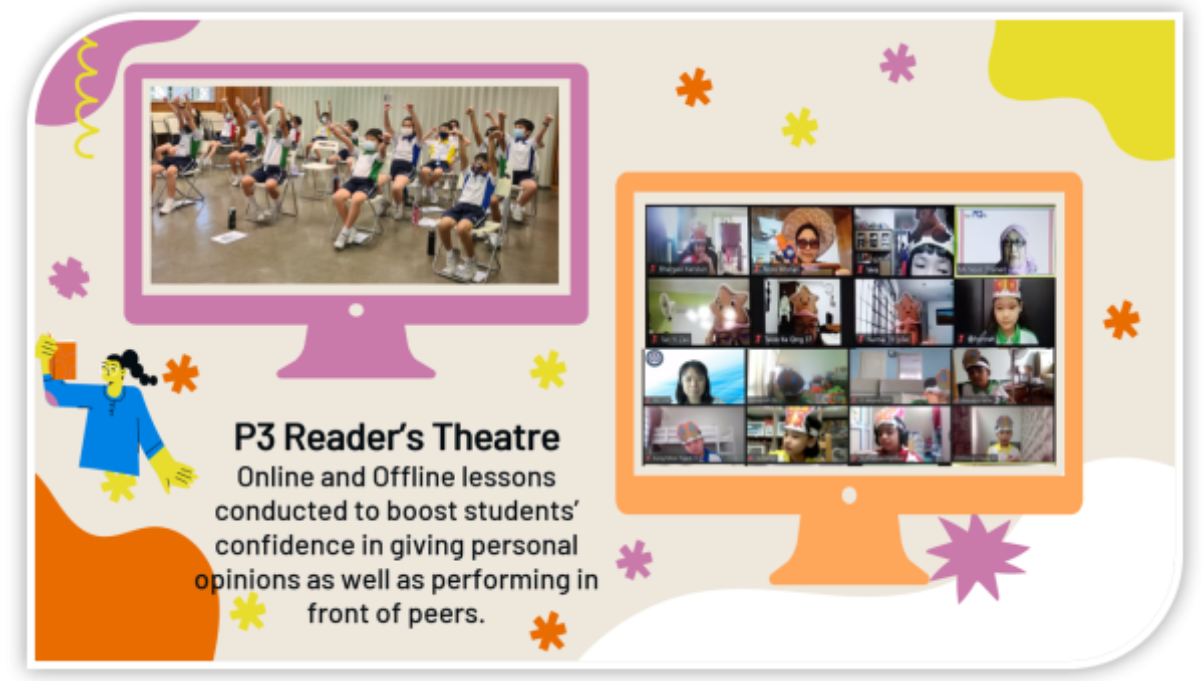 P3 Reader's Theatre
Online and Offline lessons
conducted to boost students'
confidence in giving personal
opinions as well as performing in
front of peers.